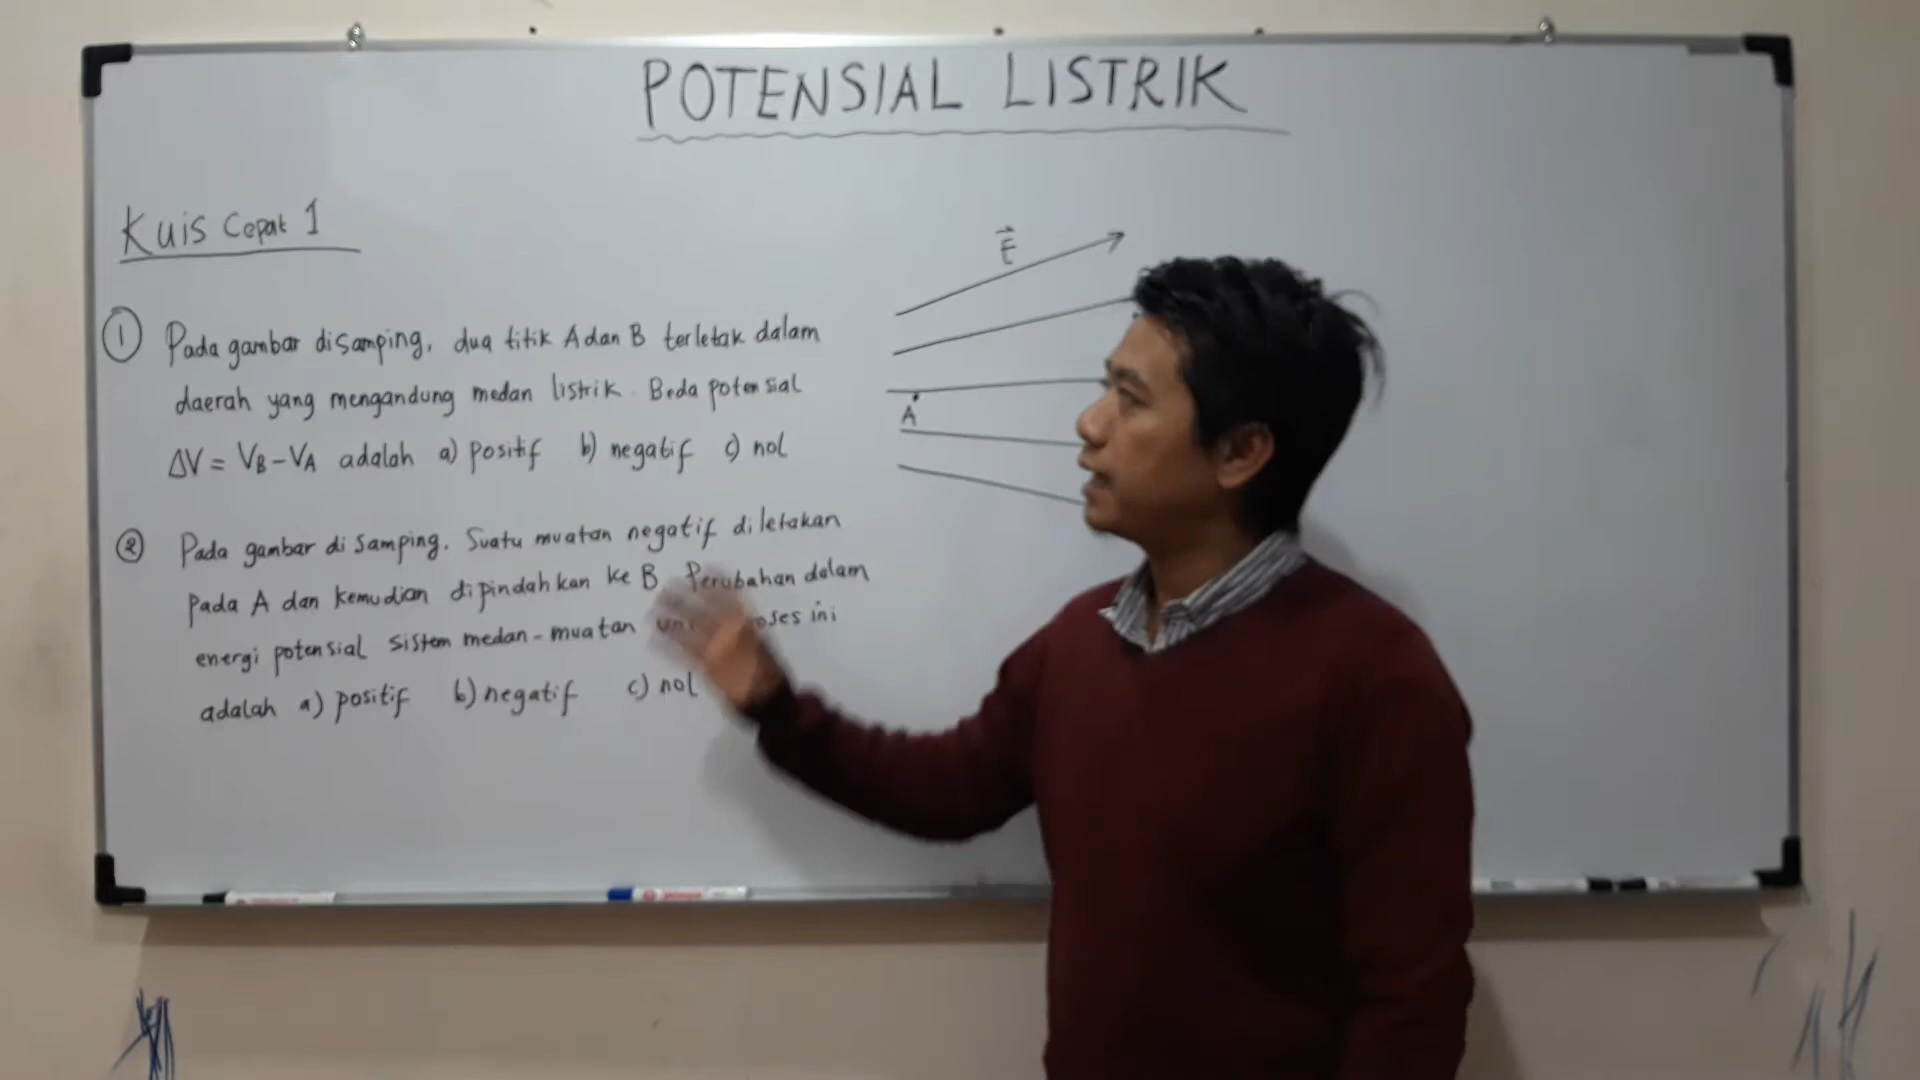 POTENSIAL LISTRIK
Kuis Cepat 1
① Pada gambar disamping, dua titik A dan B terletak dalam
daerah yang mengandung medan listrik. Beda potensial
ΔV = VB - VA adalah a) positif b) negatif c) nol
② Pada gambar di samping. Suatu muatan negatif diletakan
pada A dan kemudian dipindahkan ke B. Perubahan dalam
energi potensial sistem medan-muatan ini
adalah a) positif b) negatif c) nol
E⃗
A